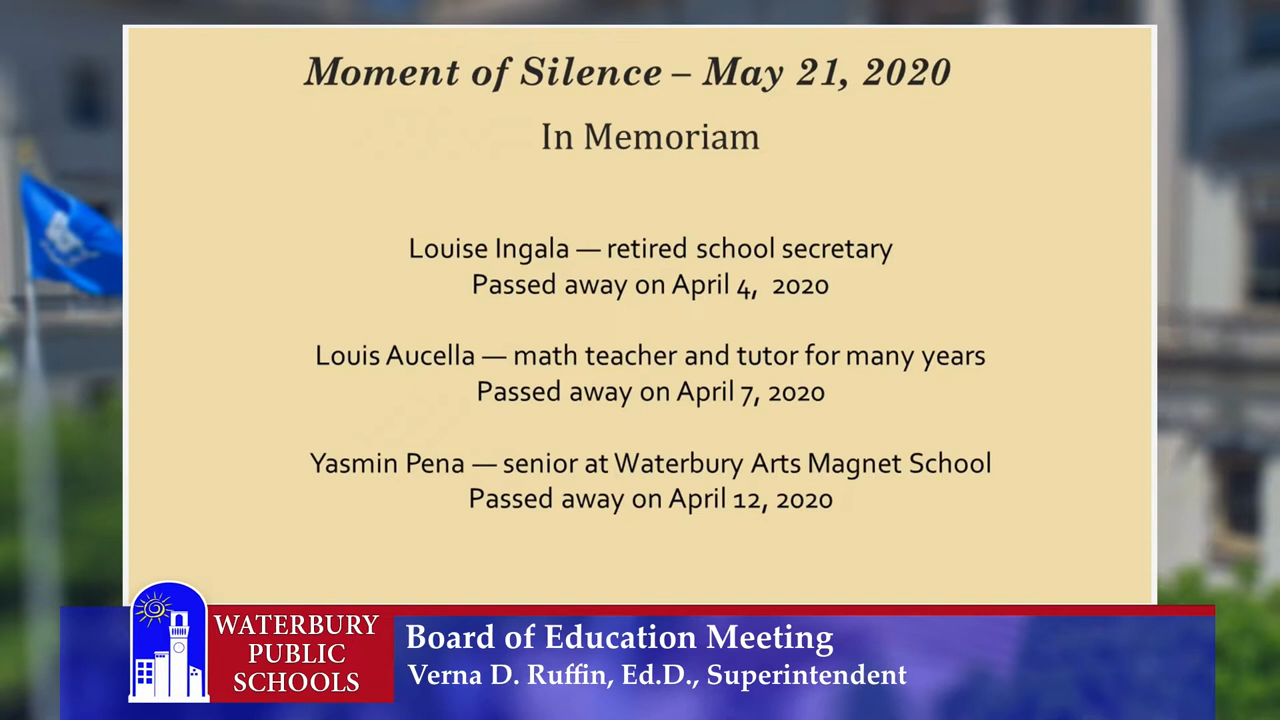 Moment of Silence – May 21, 2020
In Memoriam
Louise Ingala — retired school secretary
Passed away on April 4, 2020
Louis Aucella — math teacher and tutor for many years
Passed away on April 7, 2020
Yasmin Pena — senior at Waterbury Arts Magnet School
Passed away on April 12, 2020
WATERBURY
PUBLIC
SCHOOLS
Board of Education Meeting
Verna D. Ruffin, Ed.D., Superintendent